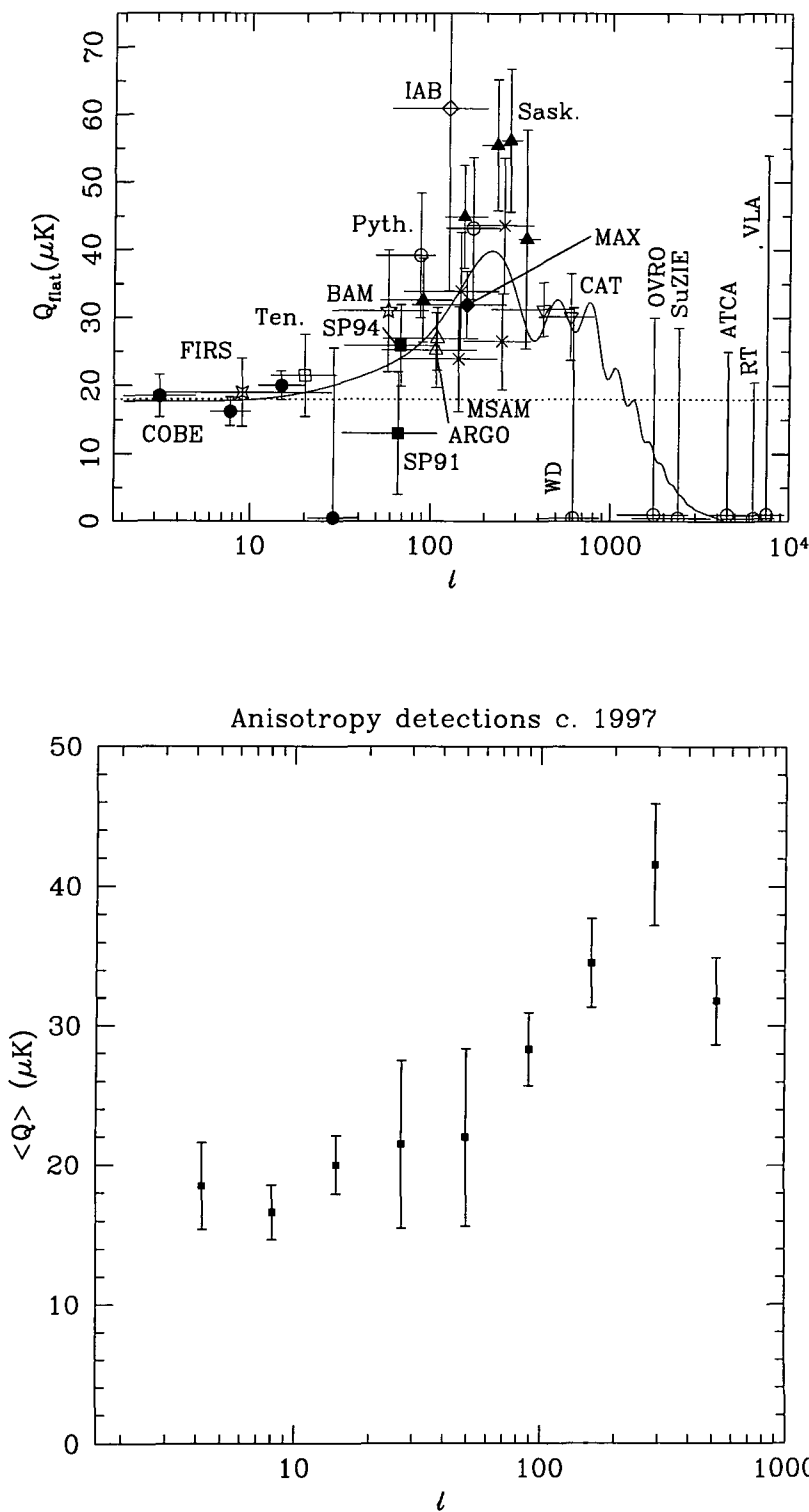 70
60
50
40
30
20
10
0
Q_flat(μK)
IAB
Sask.
Pyth.
MAX
BAM
SP94
Ten.
FIRS
CAT
COBE
MSAM
ARGO
SP91
WD
OVRO
SuZIE
ATCA
RT
VLA
10 100 1000 10⁴
ℓ
Anisotropy detections c. 1997
50
40
30
20
10
0
<Q> (μK)
10 100 1000
ℓ